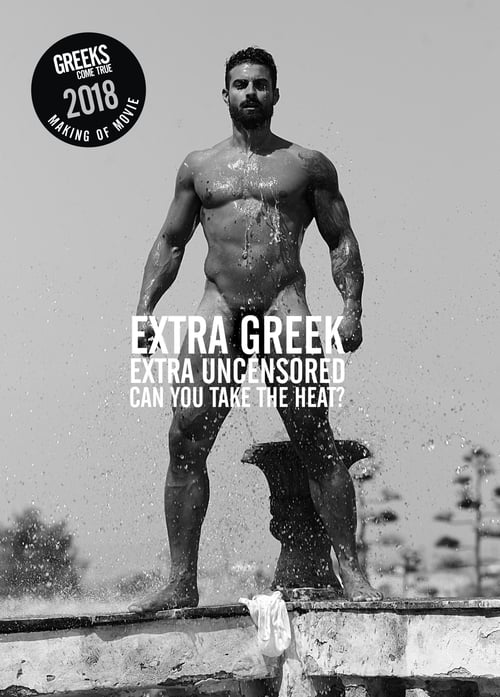 GREEKS
COME TRUE
2018
MAKING OF MOVIE
EXTRA GREEK
EXTRA UNCENSORED
CAN YOU TAKE THE HEAT?